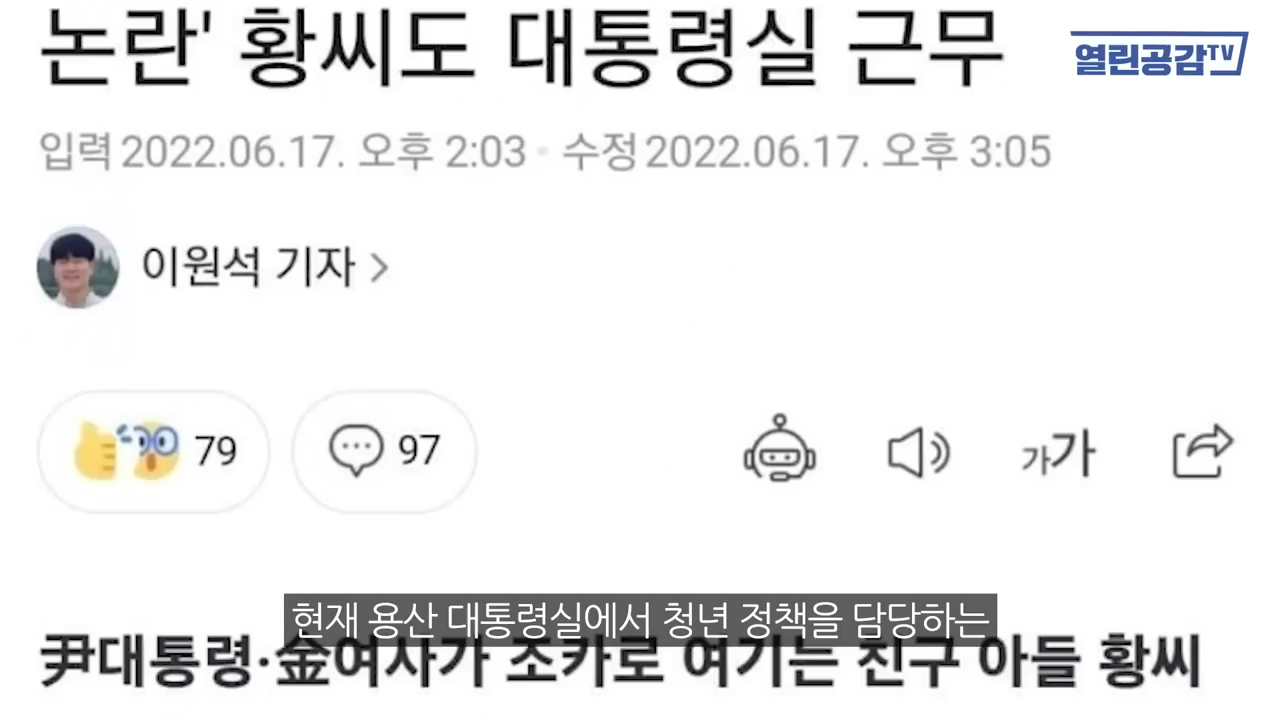 논란' 황씨도 대통령실 근무
열린공감TV
입력 2022.06.17. 오후 2:03 · 수정 2022.06.17. 오후 3:05
이원석 기자 >
79 97 가가
현재 용산 대통령실에서 청년 정책을 담당하는
尹대통령·金여사가 조카로 여기는 친구 아들 황씨